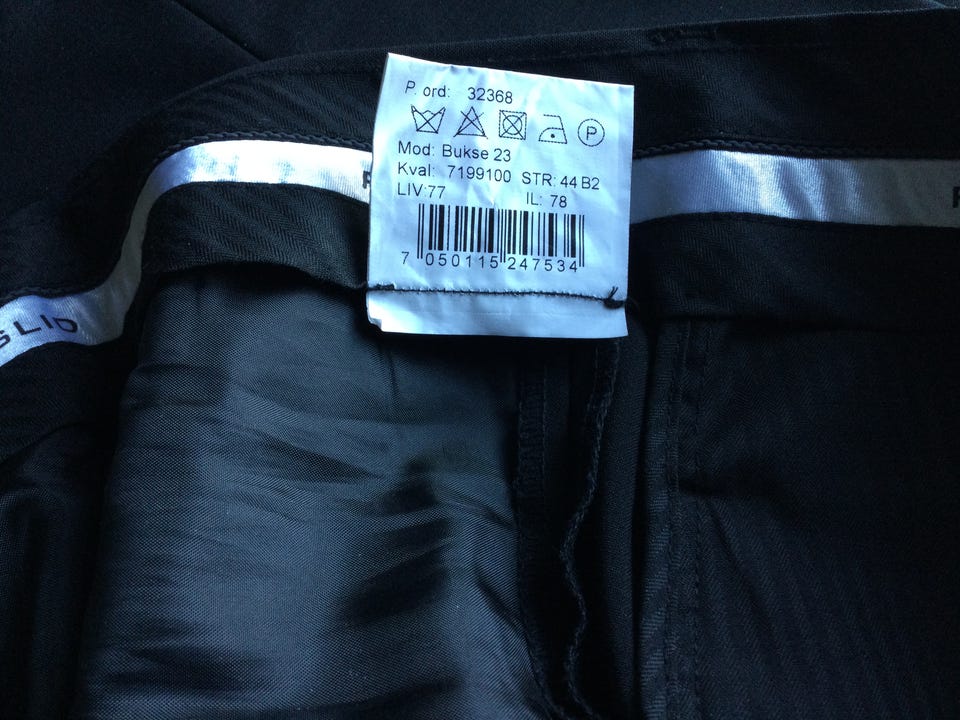 P. ord: 32368
P
Mod: Bukse 23
Kval: 7199100 STR: 44 B2
LIV:77 IL: 78
7 050115 247534